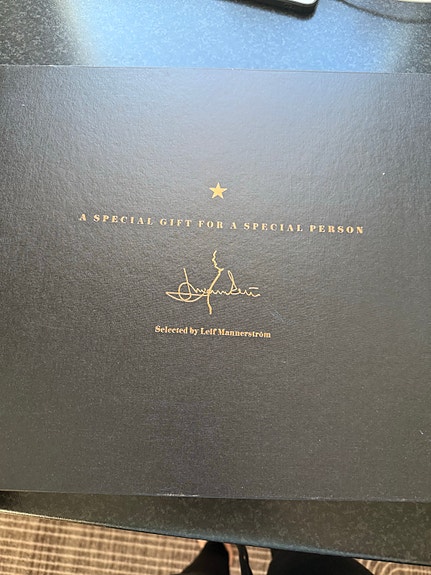 A SPECIAL GIFT FOR A SPECIAL PERSON
Selected by Leif Mannerström